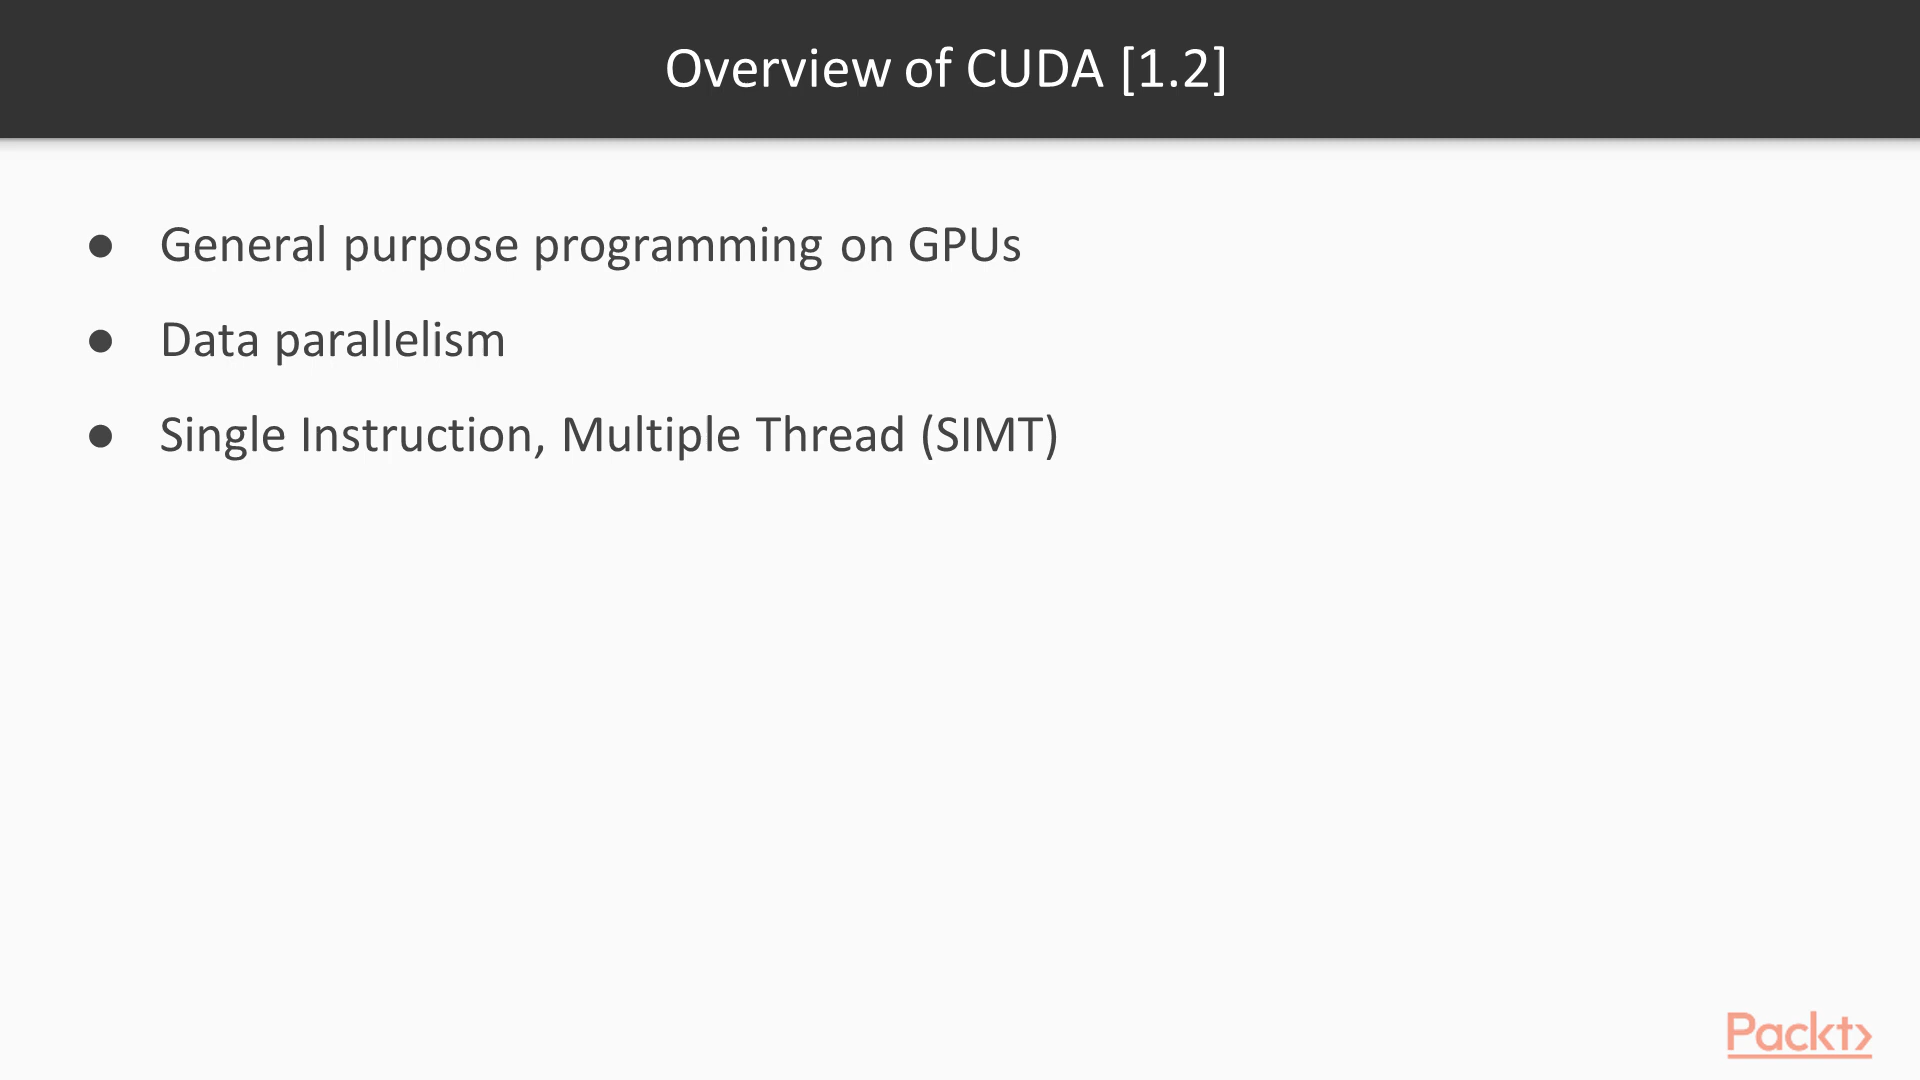 Overview of CUDA [1.2]
● General purpose programming on GPUs
● Data parallelism
● Single Instruction, Multiple Thread (SIMT)
Packt>